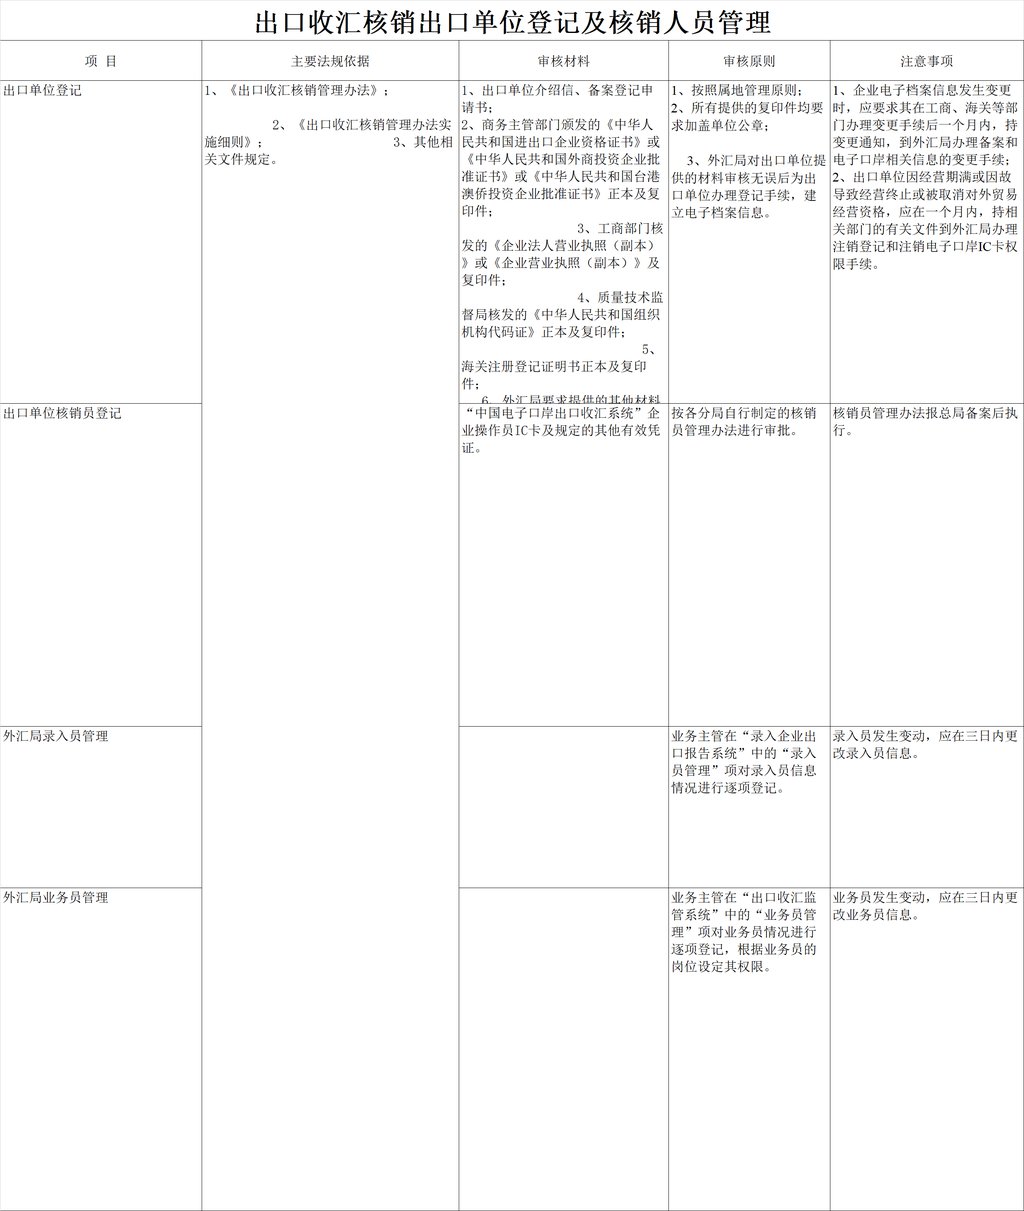 出口收汇核销出口单位登记及核销人员管理
项 目
主要法规依据
审核材料
审核原则
注意事项
出口单位登记
1、《出口收汇核销管理办法》；
2、《出口收汇核销管理办法实
施细则》； 3、其他相
关文件规定。
1、出口单位介绍信、备案登记申
请书；
2、商务主管部门颁发的《中华人
民共和国进出口企业资格证书》或
《中华人民共和国外商投资企业批
准证书》或《中华人民共和国台港
澳侨投资企业批准证书》正本及复
印件；
3、工商部门核
发的《企业法人营业执照（副本）
》或《企业营业执照（副本）》及
复印件；
4、质量技术监
督局核发的《中华人民共和国组织
机构代码证》正本及复印件；
5、
海关注册登记证明书正本及复印
件；
6、外汇局要求提供的其他材料
1、按照属地管理原则；
2、所有提供的复印件均要
求加盖单位公章；
3、外汇局对出口单位提
供的材料审核无误后为出
口单位办理登记手续，建
立电子档案信息。
1、企业电子档案信息发生变更
时，应要求其在工商、海关等部
门办理变更手续后一个月内，持
变更通知，到外汇局办理备案和
电子口岸相关信息的变更手续；
2、出口单位因经营期满或因故
导致经营终止或被取消对外贸易
经营资格，应在一个月内，持相
关部门的有关文件到外汇局办理
注销登记和注销电子口岸IC卡权
限手续。
出口单位核销员登记
“中国电子口岸出口收汇系统”企
业操作员IC卡及规定的其他有效凭
证。
按各分局自行制定的核销
员管理办法进行审批。
核销员管理办法报总局备案后执
行。
外汇局录入员管理
业务主管在“录入企业出
口报告系统”中的“录入
员管理”项对录入员信息
情况进行逐项登记。
录入员发生变动，应在三日内更
改录入员信息。
外汇局业务员管理
业务主管在“出口收汇监
管系统”中的“业务员管
理”项对业务员情况进行
逐项登记，根据业务员的
岗位设定其权限。
业务员发生变动，应在三日内更
改业务员信息。